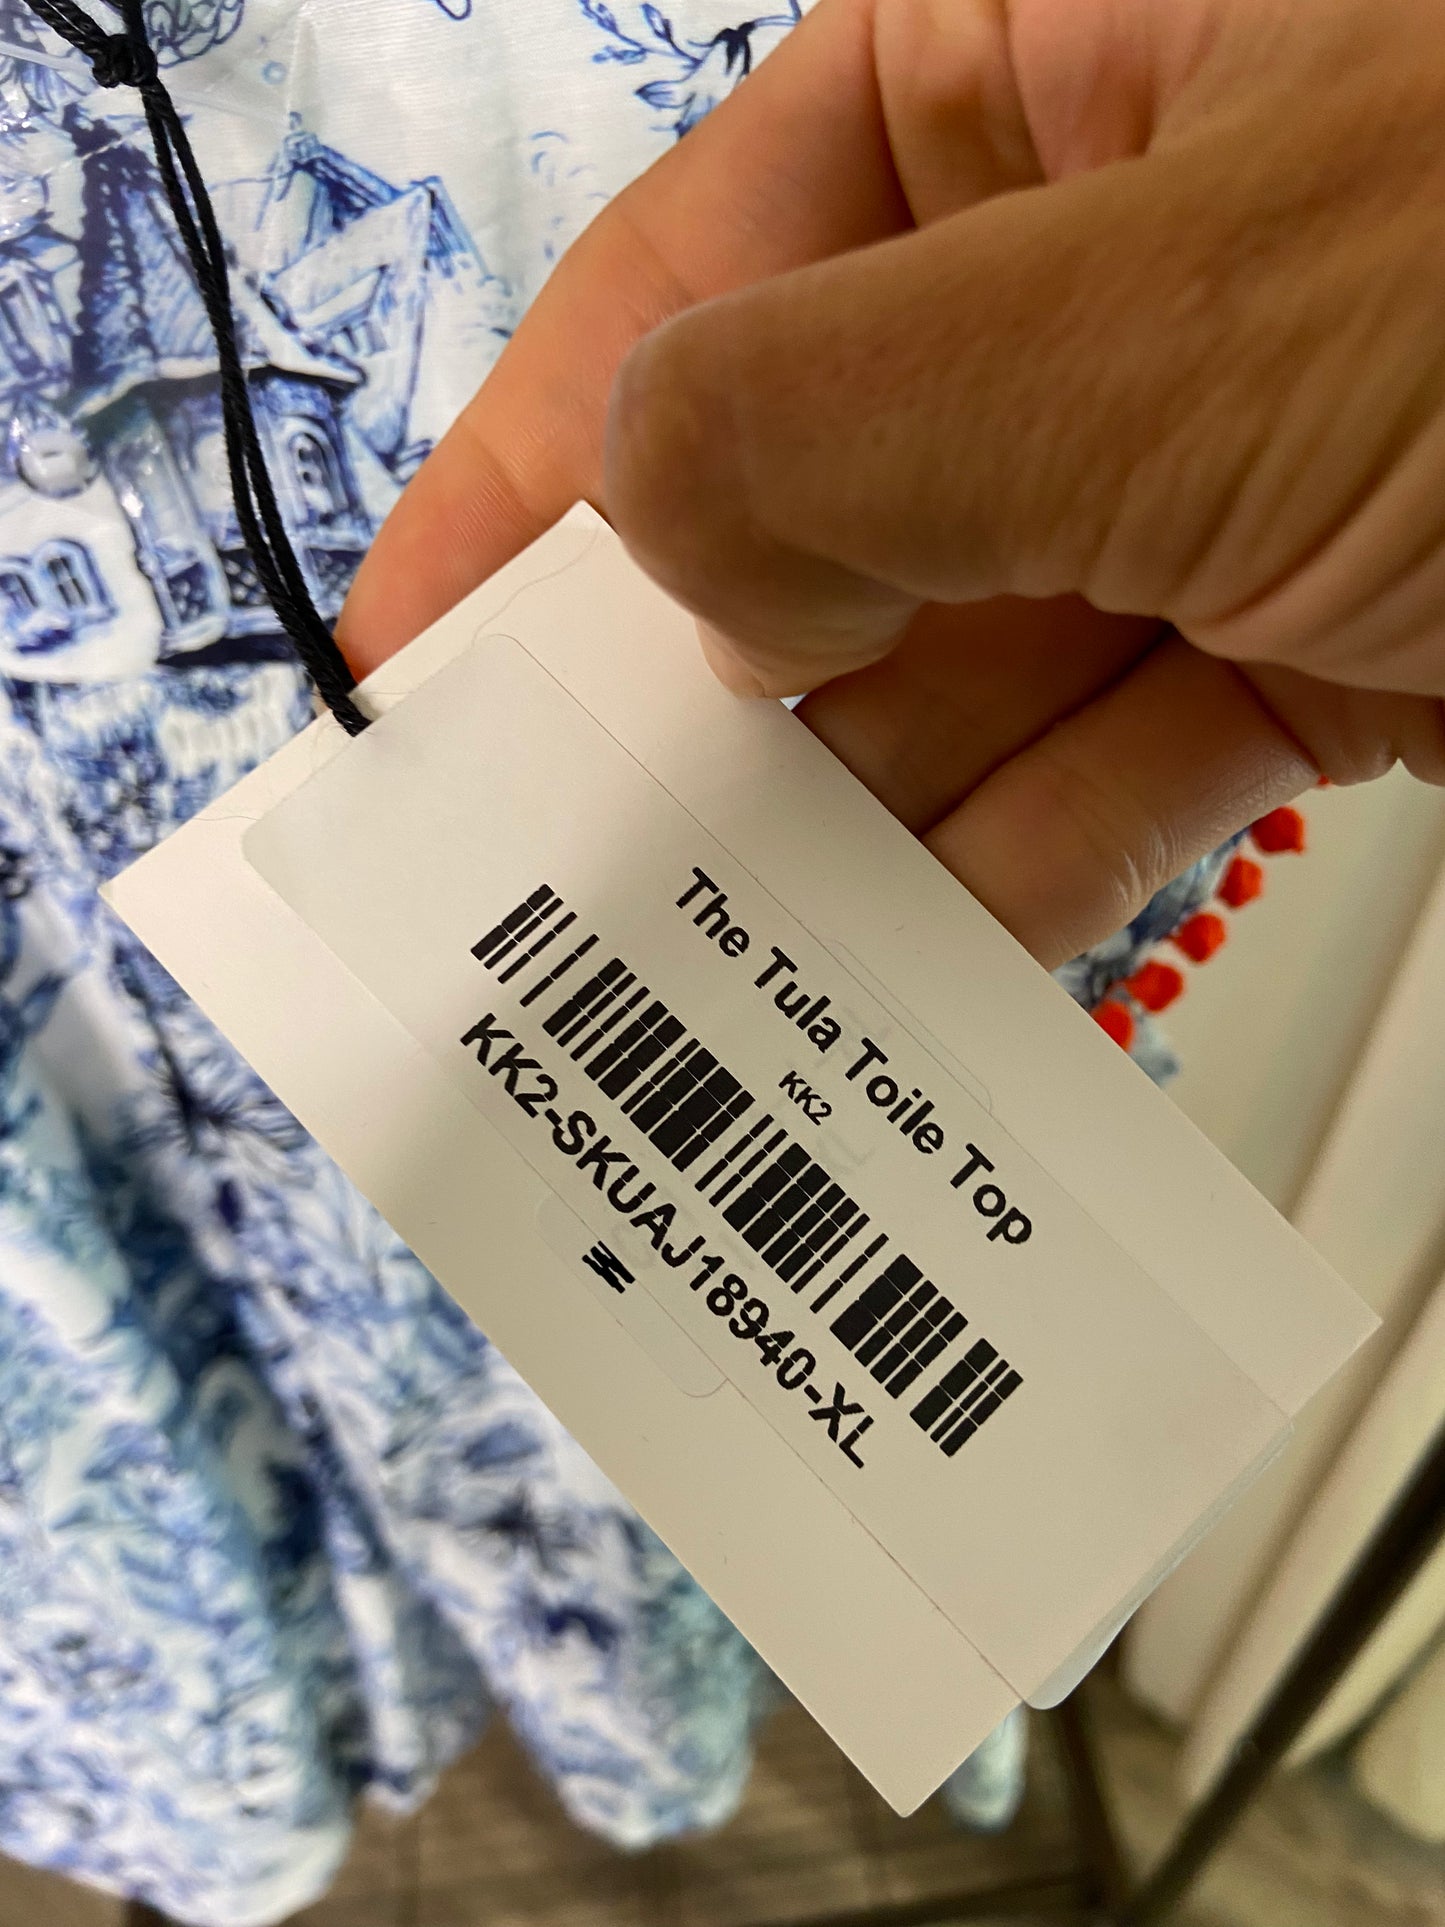 The Tula Toile Top
KK2
KK2-SKUAJ18940-XL